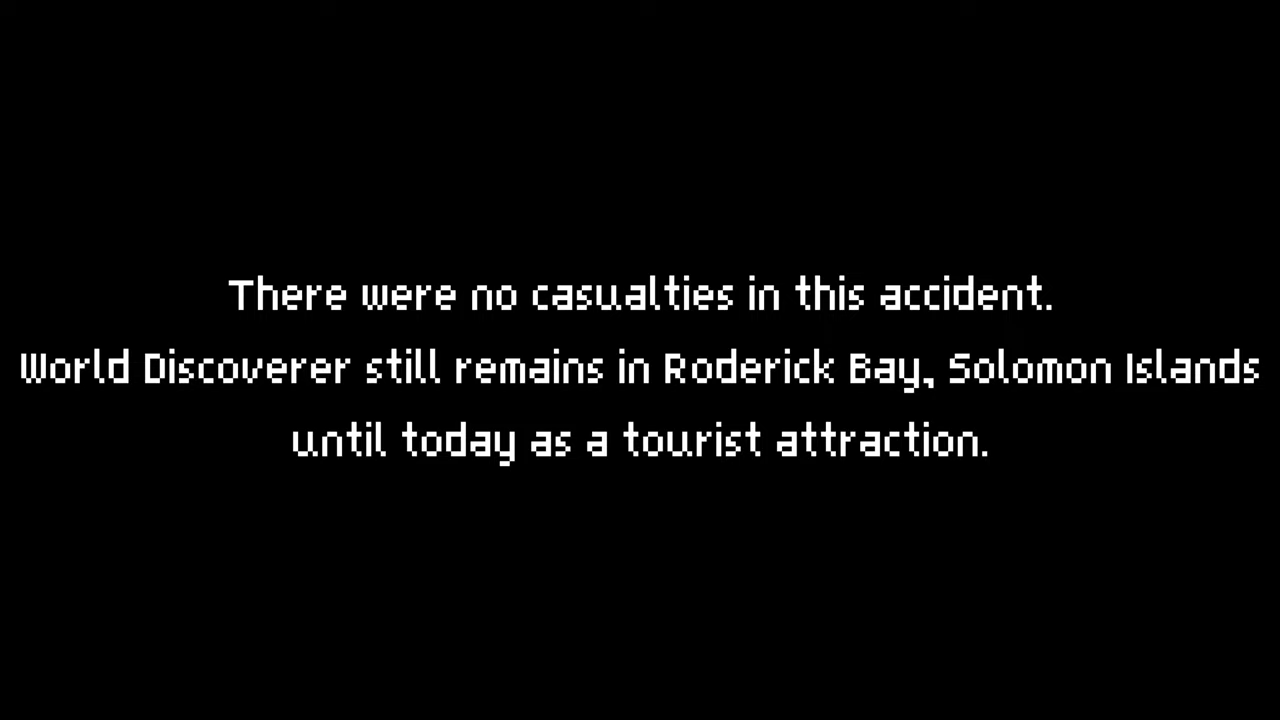 There were no casualties in this accident.
World Discoverer still remains in Roderick Bay, Solomon Islands
until today as a tourist attraction.